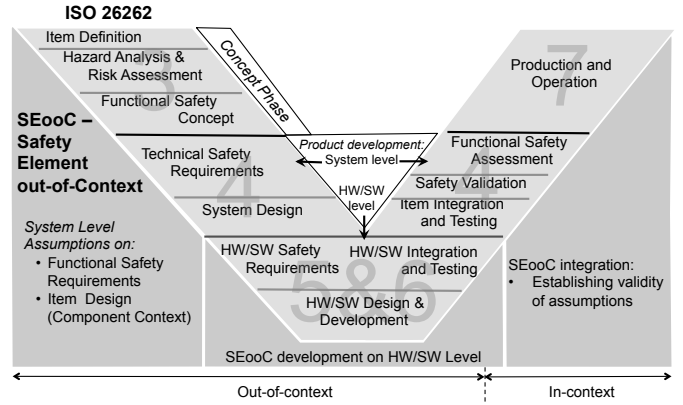 ISO 26262
Item Definition
Hazard Analysis &
Risk Assessment
3
Functional Safety
Concept
Concept Phase
SEooC –
Safety
Element
out-of-Context
Technical Safety
Requirements
4
System Design
Product development:
System level
HW/SW
level
7
Production and
Operation
Functional Safety
Assessment
4
Safety Validation
Item Integration
and Testing
System Level
Assumptions on:
• Functional Safety
Requirements
• Item Design
(Component Context)
HW/SW Safety
Requirements
HW/SW Integration
and Testing
5&6
HW/SW Design &
Development
SEooC integration:
• Establishing validity
of assumptions
SEooC development on HW/SW Level
Out-of-context
In-context